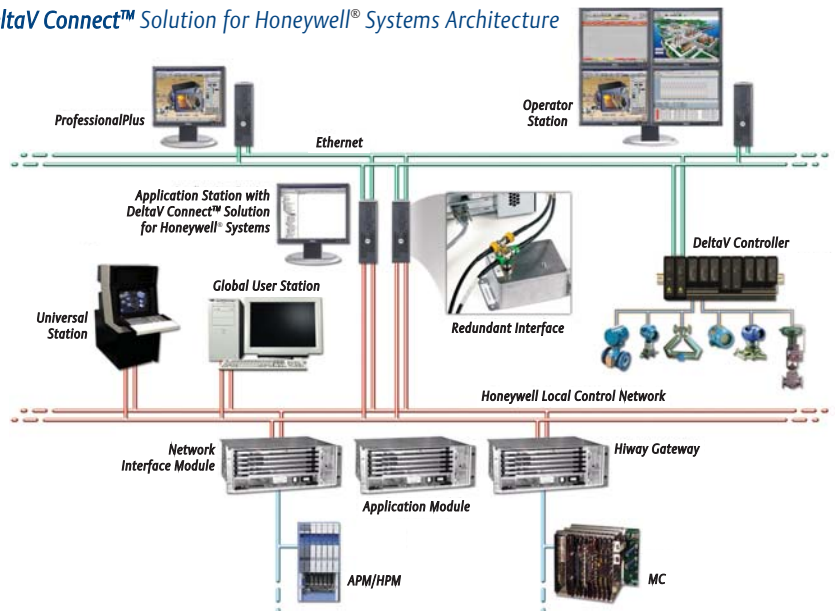 ltaV Connect™ Solution for Honeywell® Systems Architecture
ProfessionalPlus
Operator
Station
Ethernet
Application Station with
DeltaV Connect™ Solution
for Honeywell® Systems
DeltaV Controller
Global User Station
Universal
Station
Redundant Interface
Honeywell Local Control Network
Network
Interface Module
Hiway Gateway
Application Module
APM/HPM
MC